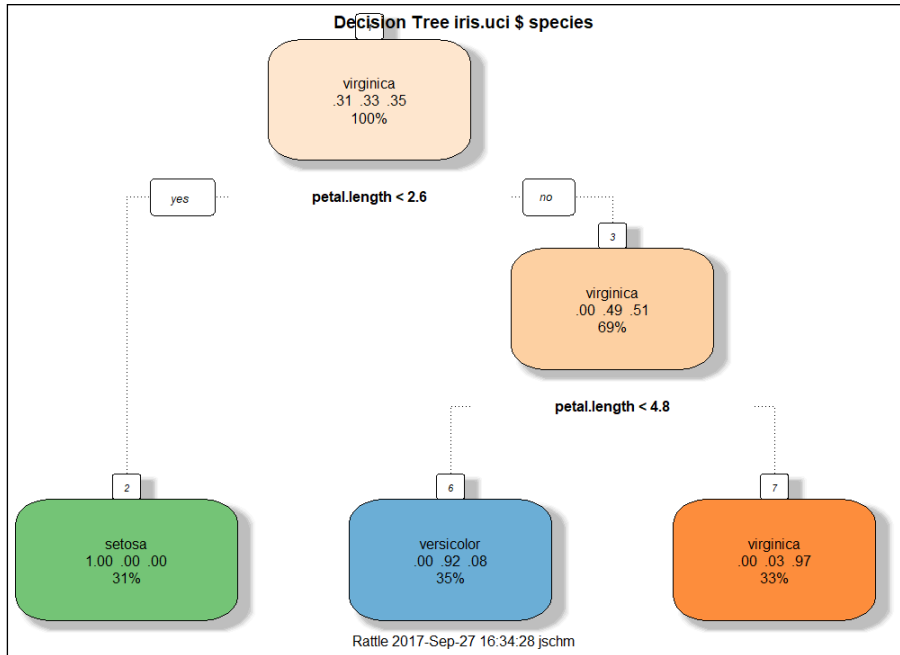 Decision Tree iris.uci $ species
1
virginica
.31 .33 .35
100%
yes
petal.length < 2.6
no
3
virginica
.00 .49 .51
69%
petal.length < 4.8
2
6
7
setosa
1.00 .00 .00
31%
versicolor
.00 .92 .08
35%
virginica
.00 .03 .97
33%
Rattle 2017-Sep-27 16:34:28 jschm